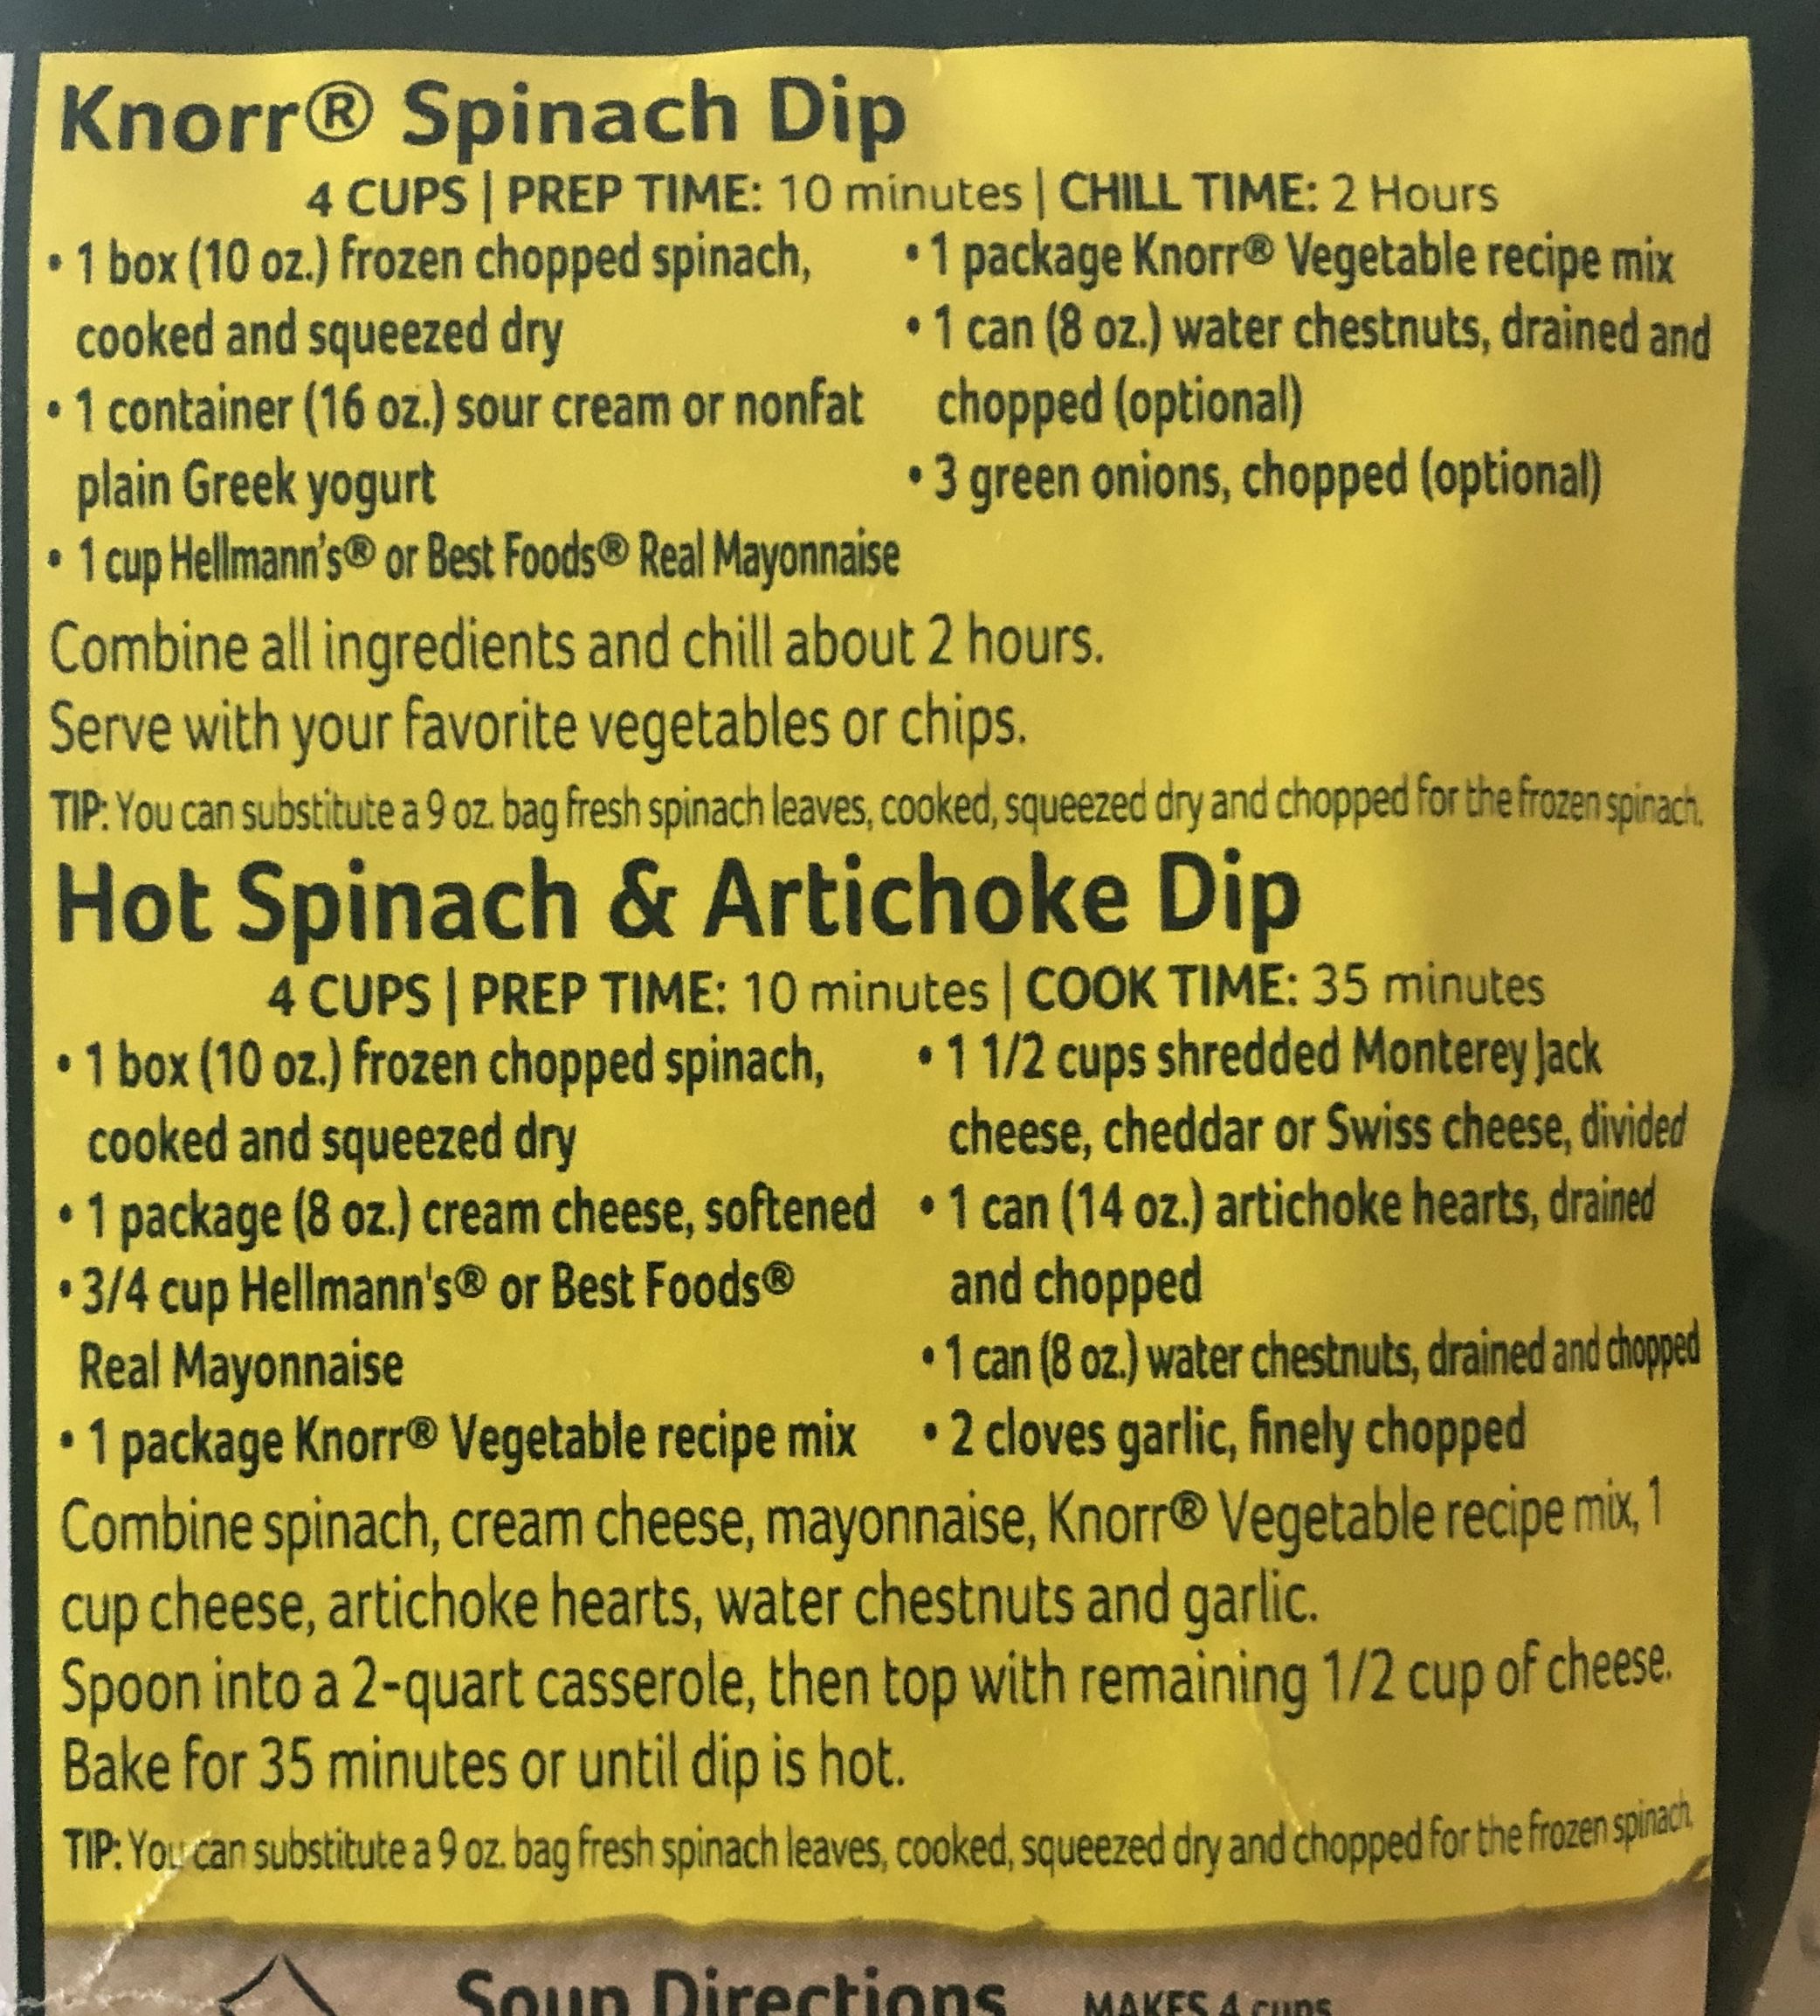 Knorr® Spinach Dip
4 CUPS | PREP TIME: 10 minutes | CHILL TIME: 2 Hours
• 1 box (10 oz.) frozen chopped spinach,
cooked and squeezed dry
• 1 container (16 oz.) sour cream or nonfat
plain Greek yogurt
• 1 cup Hellmann's® or Best Foods® Real Mayonnaise
• 1 package Knorr® Vegetable recipe mix
• 1 can (8 oz.) water chestnuts, drained and
chopped (optional)
• 3 green onions, chopped (optional)
Combine all ingredients and chill about 2 hours.
Serve with your favorite vegetables or chips.
TIP: You can substitute a 9 oz. bag fresh spinach leaves, cooked, squeezed dry and chopped for the frozen spinach.
Hot Spinach & Artichoke Dip
4 CUPS | PREP TIME: 10 minutes | COOK TIME: 35 minutes
• 1 box (10 oz.) frozen chopped spinach,
cooked and squeezed dry
• 1 package (8 oz.) cream cheese, softened
• 3/4 cup Hellmann's® or Best Foods®
Real Mayonnaise
• 1 package Knorr® Vegetable recipe mix
• 1 1/2 cups shredded Monterey Jack
cheese, cheddar or Swiss cheese, divided
• 1 can (14 oz.) artichoke hearts, drained
and chopped
• 1 can (8 oz.) water chestnuts, drained and chopped
• 2 cloves garlic, finely chopped
Combine spinach, cream cheese, mayonnaise, Knorr® Vegetable recipe mix, 1
cup cheese, artichoke hearts, water chestnuts and garlic.
Spoon into a 2-quart casserole, then top with remaining 1/2 cup of cheese.
Bake for 35 minutes or until dip is hot.
TIP: You can substitute a 9 oz. bag fresh spinach leaves, cooked, squeezed dry and chopped for the frozen spinach.
Soup Directions MAKES 4 cups